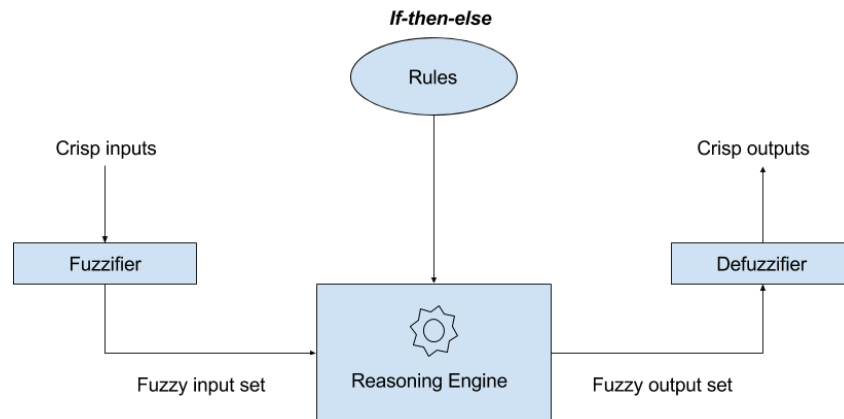 If-then-else
Rules
Crisp inputs
Crisp outputs
Fuzzifier
Defuzzifier
Reasoning Engine
Fuzzy input set
Fuzzy output set